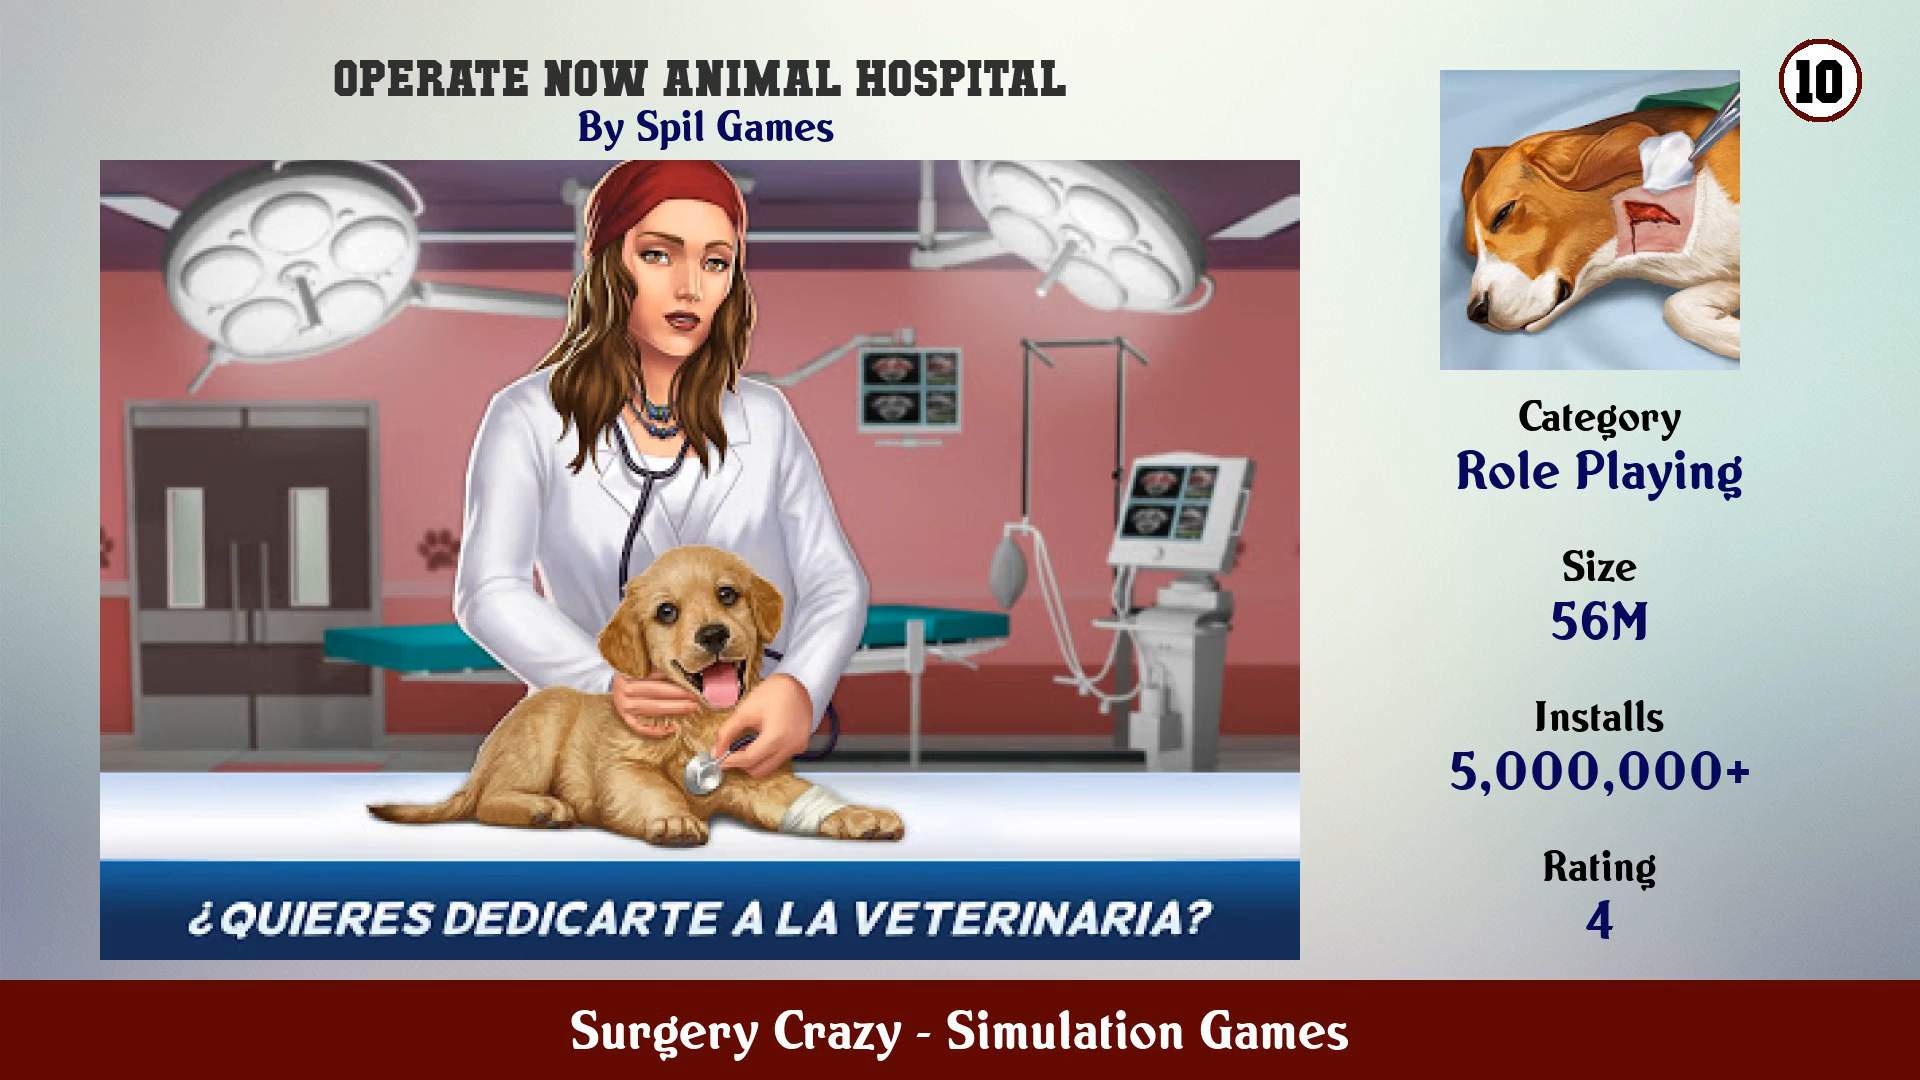 OPERATE NOW ANIMAL HOSPITAL
By Spil Games
10
¿QUIERES DEDICARTE A LA VETERINARIA?
Category
Role Playing
Size
56M
Installs
5,000,000+
Rating
4
Surgery Crazy - Simulation Games